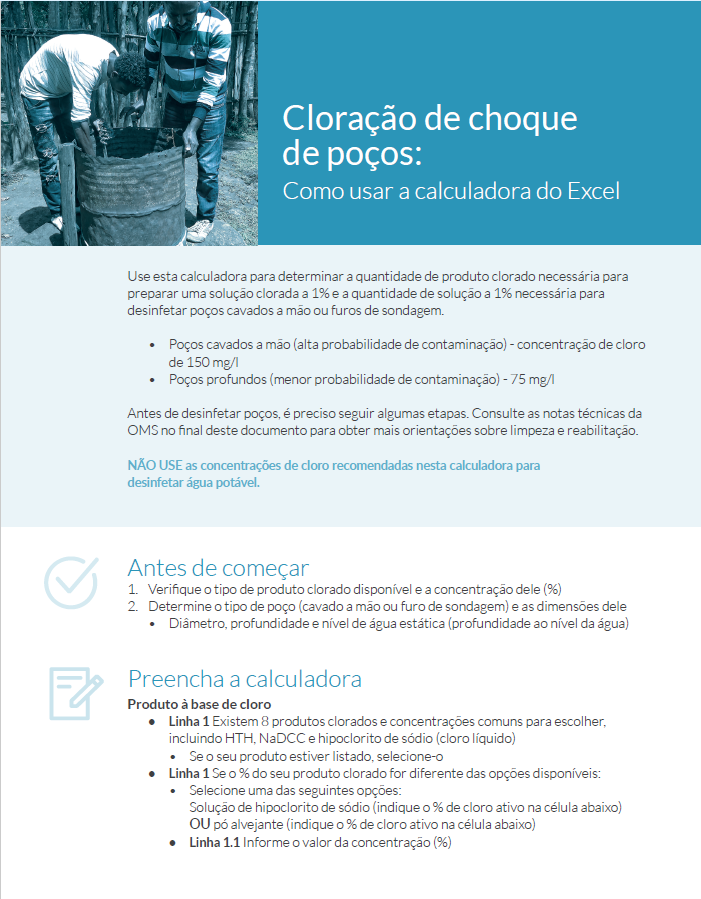 Cloração de choque
de poços:
Como usar a calculadora do Excel
Use esta calculadora para determinar a quantidade de produto clorado necessária para
preparar uma solução clorada a 1% e a quantidade de solução a 1% necessária para
desinfetar poços cavados a mão ou furos de sondagem.
• Poços cavados a mão (alta probabilidade de contaminação) - concentração de cloro
de 150 mg/l
• Poços profundos (menor probabilidade de contaminação) - 75 mg/l
Antes de desinfetar poços, é preciso seguir algumas etapas. Consulte as notas técnicas da
OMS no final deste documento para obter mais orientações sobre limpeza e reabilitação.
NÃO USE as concentrações de cloro recomendadas nesta calculadora para
desinfetar água potável.
Antes de começar
1. Verifique o tipo de produto clorado disponível e a concentração dele (%)
2. Determine o tipo de poço (cavado a mão ou furo de sondagem) e as dimensões dele
• Diâmetro, profundidade e nível de água estática (profundidade ao nível da água)
Preencha a calculadora
Produto à base de cloro
• Linha 1 Existem 8 produtos clorados e concentrações comuns para escolher,
incluindo HTH, NaDCC e hipoclorito de sódio (cloro líquido)
• Se o seu produto estiver listado, selecione-o
• Linha 1 Se o % do seu produto clorado for diferente das opções disponíveis:
• Selecione uma das seguintes opções:
Solução de hipoclorito de sódio (indique o % de cloro ativo na célula abaixo)
OU pó alvejante (indique o % de cloro ativo na célula abaixo)
• Linha 1.1 Informe o valor da concentração (%)